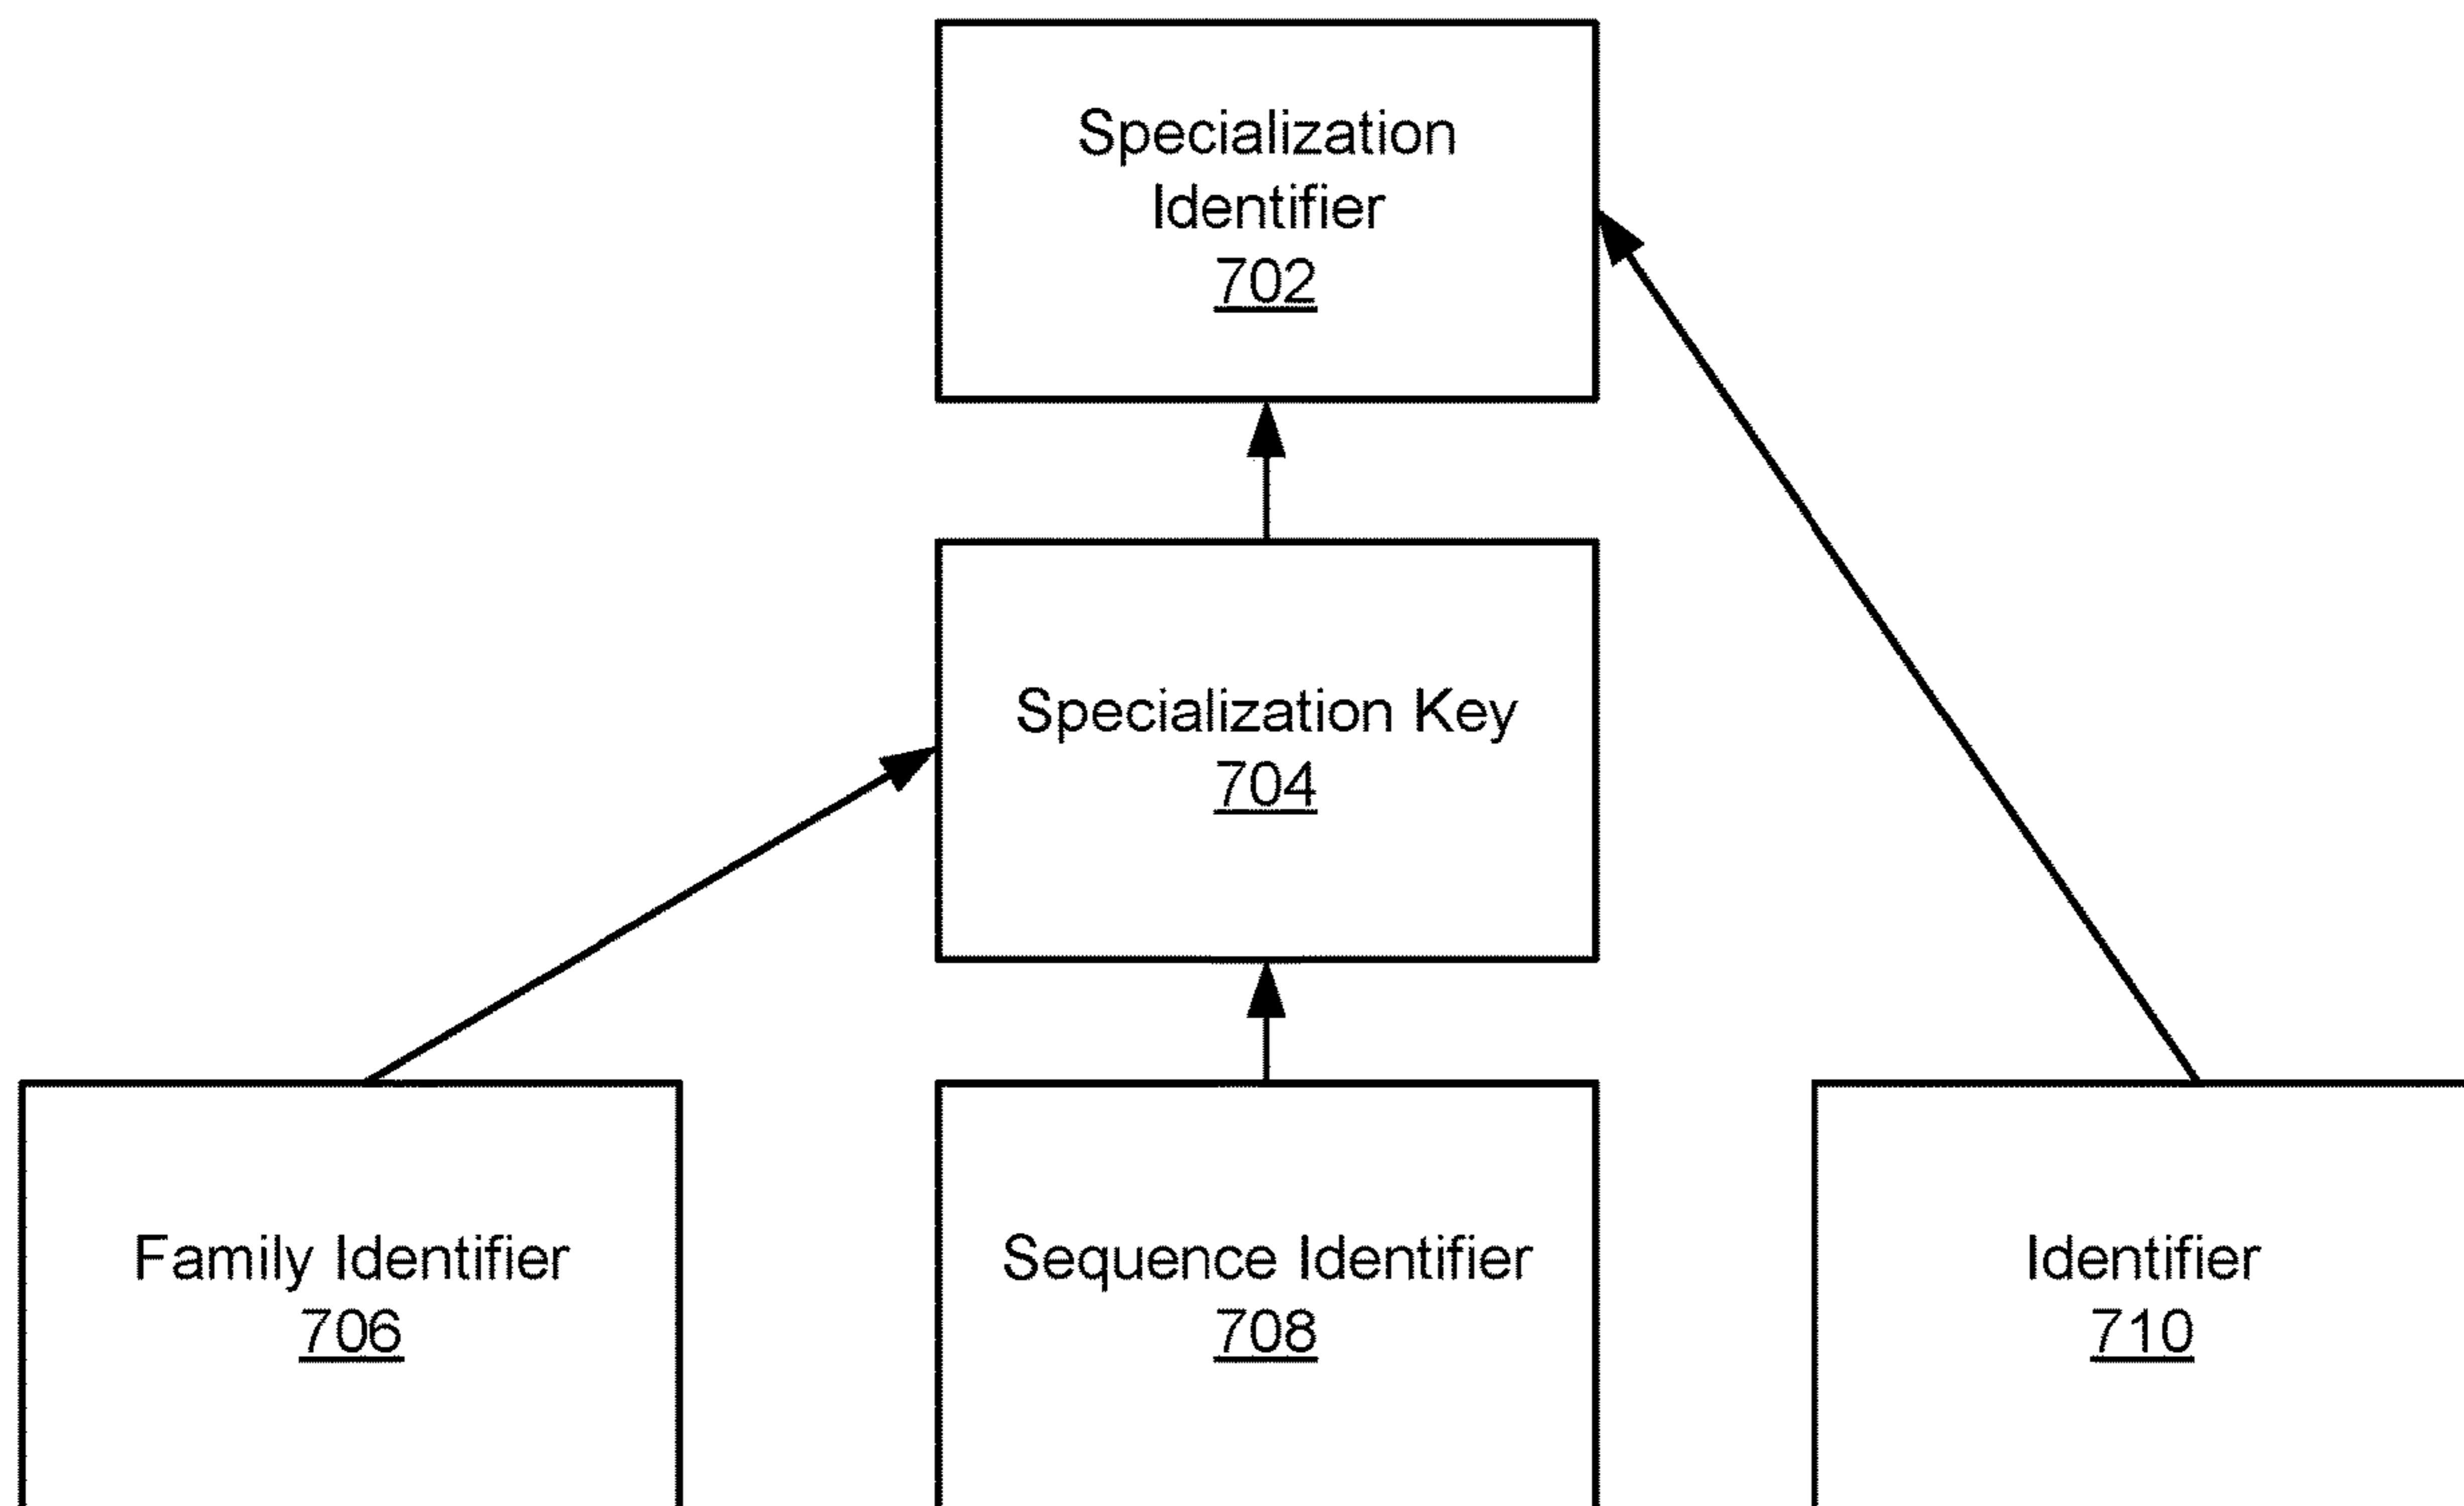 Specialization
Identifier
702
Specialization Key
704
Family Identifier
706
Sequence Identifier
708
Identifier
710